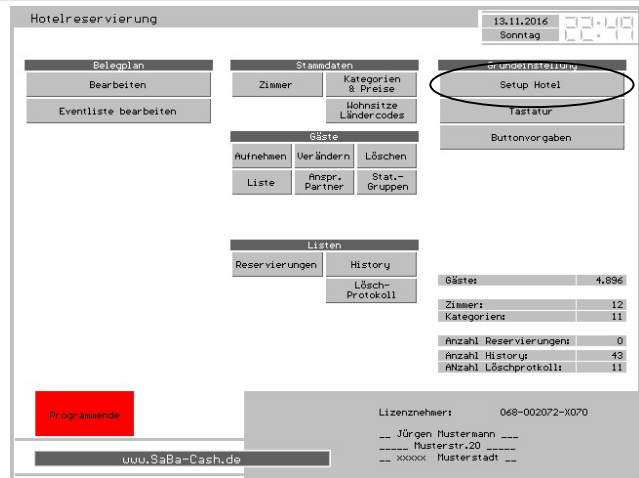 Hotelreservierung
13.11.2016
Sonntag
22:49
Belegplan
Bearbeiten
Eventliste bearbeiten
Stammdaten
Zimmer
Kategorien
& Preise
Wohnsitze
Ländercodes
Gäste
Aufnehmen
Verändern
Löschen
Liste
Anspr.
Partner
Stat.-
Gruppen
Listen
Reservierungen
History
Lösch-
Protokoll
Grundeinstellung
Setup Hotel
Tastatur
Buttonvorgaben
Gäste: 4.896
Zimmer: 12
Kategorien: 11
Anzahl Reservierungen: 0
Anzahl History: 43
ANzahl Löschprotkoll: 11
Programmende
www.SaBa-Cash.de
Lizenznehmer: 068-002072-X070
__ Jürgen Mustermann ___
_____ Musterstr.20 _____
__ xxxxx Musterstadt __